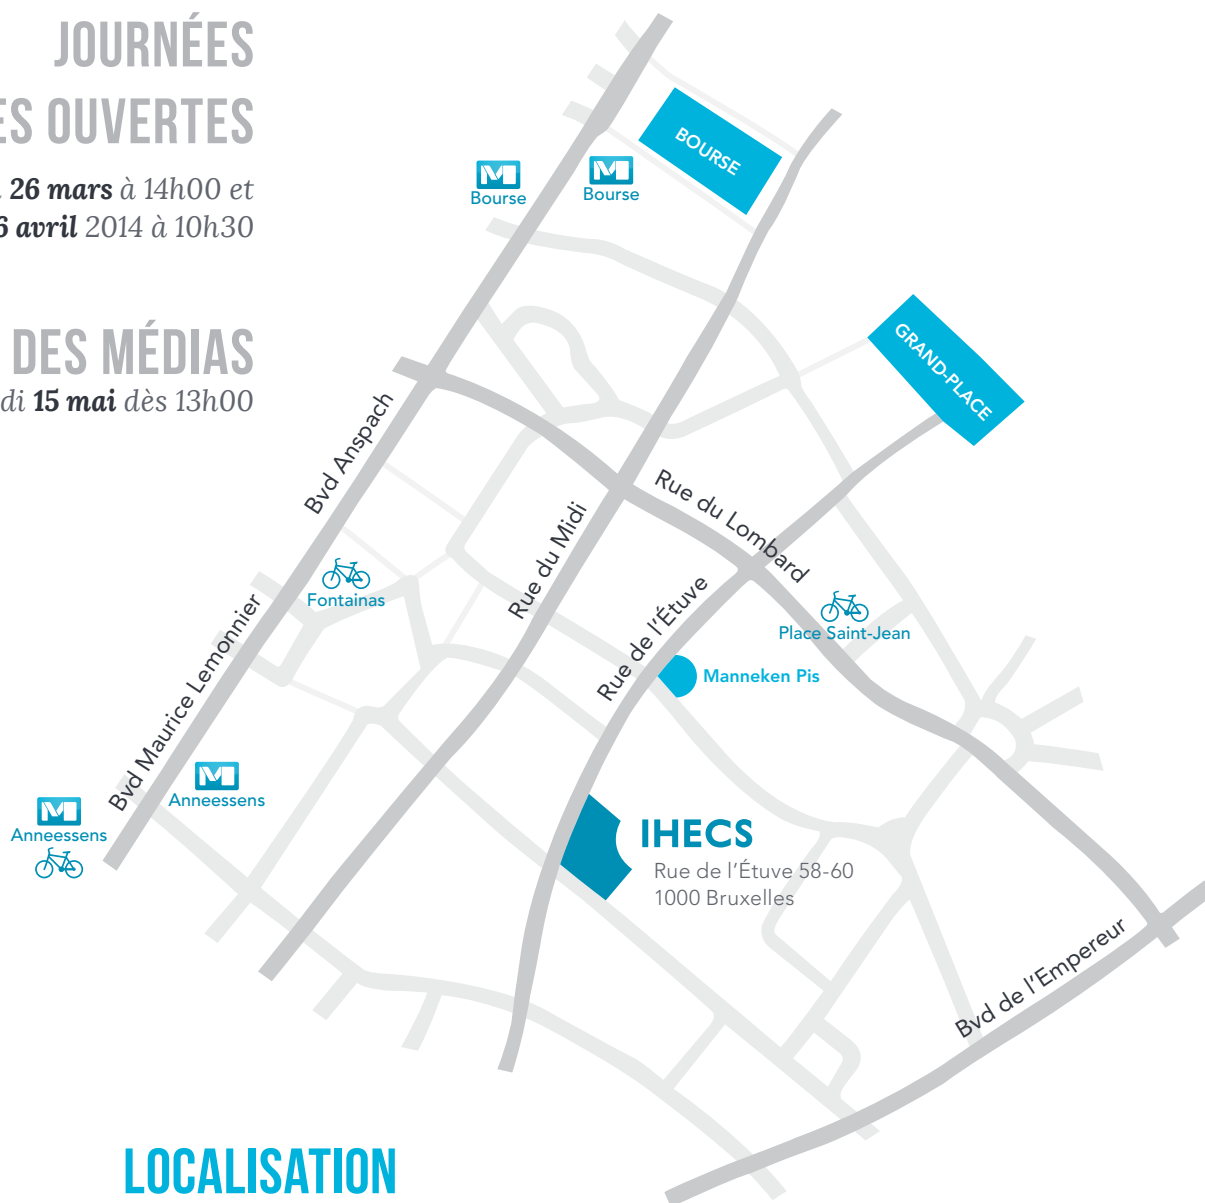 JOURNÉES
ES OUVERTES
26 mars à 14h00 et
6 avril 2014 à 10h30
DES MÉDIAS
di 15 mai dès 13h00
BOURSE
M
Bourse
M
Bourse
GRAND-PLACE
Bvd Anspach
Rue du Lombard
Rue du Midi
Fontainas
Rue de l'Étuve
Place Saint-Jean
Manneken Pis
Bvd Maurice Lemonnier
M
Anneessens
M
Anneessens
IHECS
Rue de l'Étuve 58-60
1000 Bruxelles
Bvd de l'Empereur
LOCALISATION